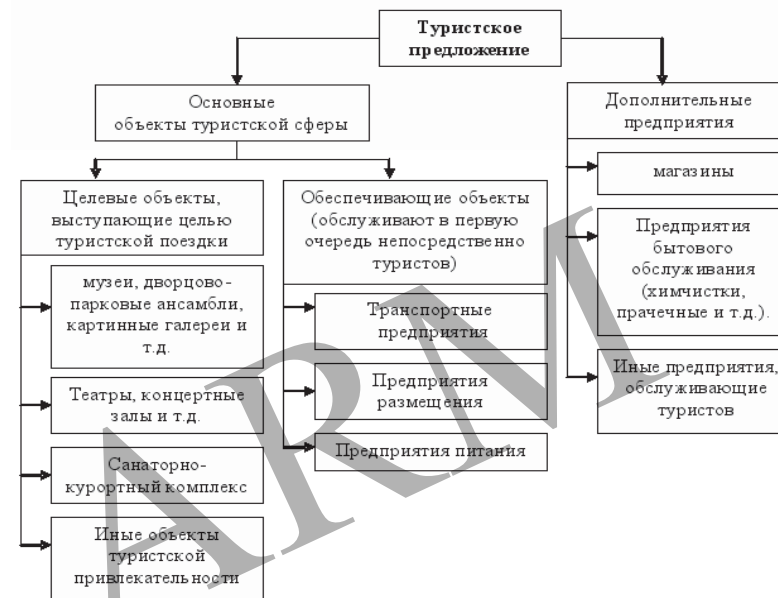 Туристское
предложение
Основные
объекты туристской сферы
Дополнительные
предприятия
Целевые объекты,
выступающие целью
туристской поездки
музеи, дворцово-
парковые ансамбли,
картинные галереи и
т.д.
Театры, концертные
залы и т.д.
Санаторно-
курортный комплекс
Иные объекты
туристской
привлекательности
Обеспечивающие объекты
(обслуживают в первую
очередь непосредственно
туристов)
Транспортные
предприятия
Предприятия
размещения
Предприятия питания
магазины
Предприятия
бытового
обслуживания
(химчистки,
прачечные и т.д.).
Иные предприятия,
обслуживающие
туристов
ARM